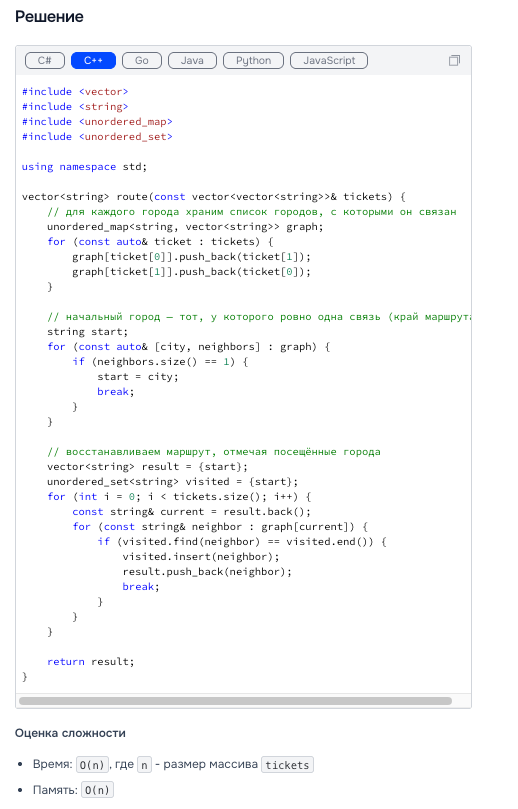 Решение
C#
C++
Go
Java
Python
JavaScript
#include <vector>
#include <string>
#include <unordered_map>
#include <unordered_set>
using namespace std;
vector<string> route(const vector<vector<string>>& tickets) {
    // для каждого города храним список городов, с которыми он связан
    unordered_map<string, vector<string>> graph;
    for (const auto& ticket : tickets) {
        graph[ticket[0]].push_back(ticket[1]);
        graph[ticket[1]].push_back(ticket[0]);
    }
    // начальный город — тот, у которого ровно одна связь (край маршрута
    string start;
    for (const auto& [city, neighbors] : graph) {
        if (neighbors.size() == 1) {
            start = city;
            break;
        }
    }
    // восстанавливаем маршрут, отмечая посещённые города
    vector<string> result = {start};
    unordered_set<string> visited = {start};
    for (int i = 0; i < tickets.size(); i++) {
        const string& current = result.back();
        for (const string& neighbor : graph[current]) {
            if (visited.find(neighbor) == visited.end()) {
                visited.insert(neighbor);
                result.push_back(neighbor);
                break;
            }
        }
    }
    return result;
}
Оценка сложности
• Время: O(n), где n - размер массива tickets
• Память: O(n)